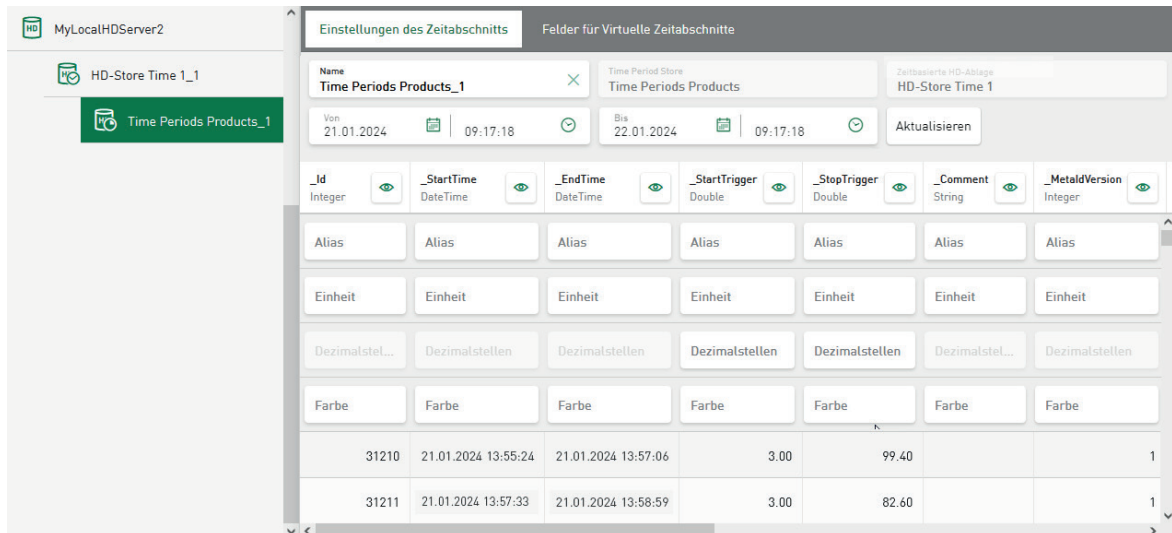 HD MyLocalHDServer2
HD-Store Time 1_1
Time Periods Products_1
Einstellungen des Zeitabschnitts Felder für Virtuelle Zeitabschnitte
Name Time Period Store Zeitbasierte HD-Ablage
Time Periods Products_1 Time Periods Products HD-Store Time 1
Von Bis
21.01.2024 09:17:18 22.01.2024 09:17:18 Aktualisieren
_Id _StartTime _EndTime _StartTrigger _StopTrigger _Comment _MetaIdVersion
Integer DateTime DateTime Double Double String Integer
Alias Alias Alias Alias Alias Alias Alias
Einheit Einheit Einheit Einheit Einheit Einheit Einheit
Dezimalstel... Dezimalstellen Dezimalstellen Dezimalstellen Dezimalstellen Dezimalstel... Dezimalstellen
Farbe Farbe Farbe Farbe Farbe Farbe Farbe
31210 21.01.2024 13:55:24 21.01.2024 13:57:06 3.00 99.40 1
31211 21.01.2024 13:57:33 21.01.2024 13:58:59 3.00 82.60 1